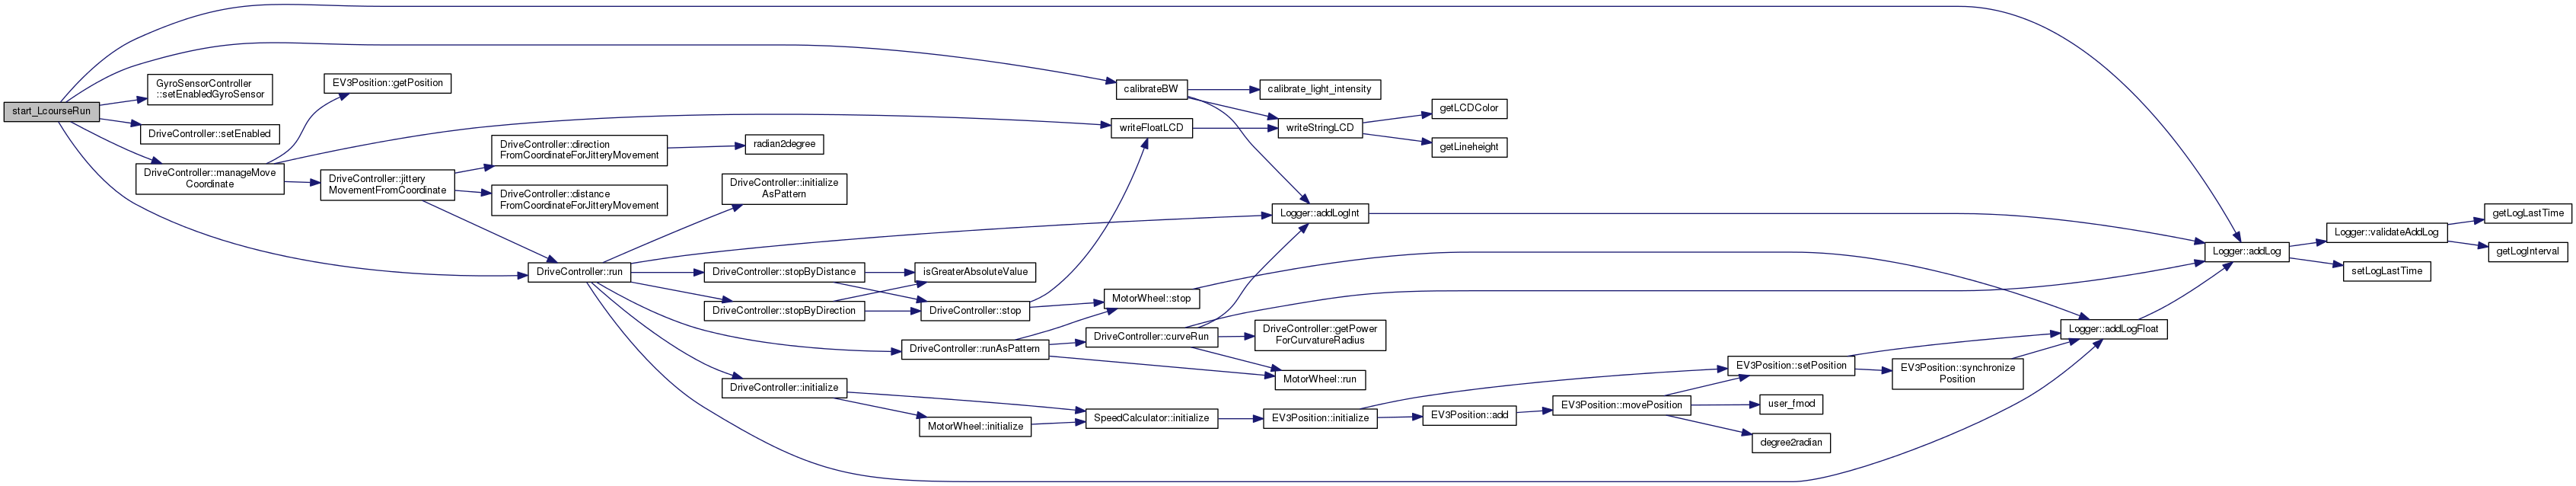 start_LcourseRun
GyroSensorController
::setEnabledGyroSensor
DriveController::setEnabled
DriveController::manageMove
Coordinate
EV3Position::getPosition
DriveController::jittery
MovementFromCoordinate
DriveController::direction
FromCoordinateForJitteryMovement
DriveController::distance
FromCoordinateForJitteryMovement
radian2degree
DriveController::run
DriveController::initialize
AsPattern
DriveController::stopByDistance
DriveController::stopByDirection
isGreaterAbsoluteValue
DriveController::stop
DriveController::runAsPattern
DriveController::initialize
MotorWheel::initialize
calibrateBW
writeFloatLCD
MotorWheel::stop
DriveController::curveRun
SpeedCalculator::initialize
calibrate_light_intensity
writeStringLCD
Logger::addLogInt
DriveController::getPower
ForCurvatureRadius
MotorWheel::run
EV3Position::initialize
getLCDColor
getLineheight
EV3Position::add
EV3Position::movePosition
EV3Position::setPosition
user_fmod
degree2radian
EV3Position::synchronize
Position
Logger::addLogFloat
Logger::addLog
Logger::validateAddLog
setLogLastTime
getLogLastTime
getLogInterval